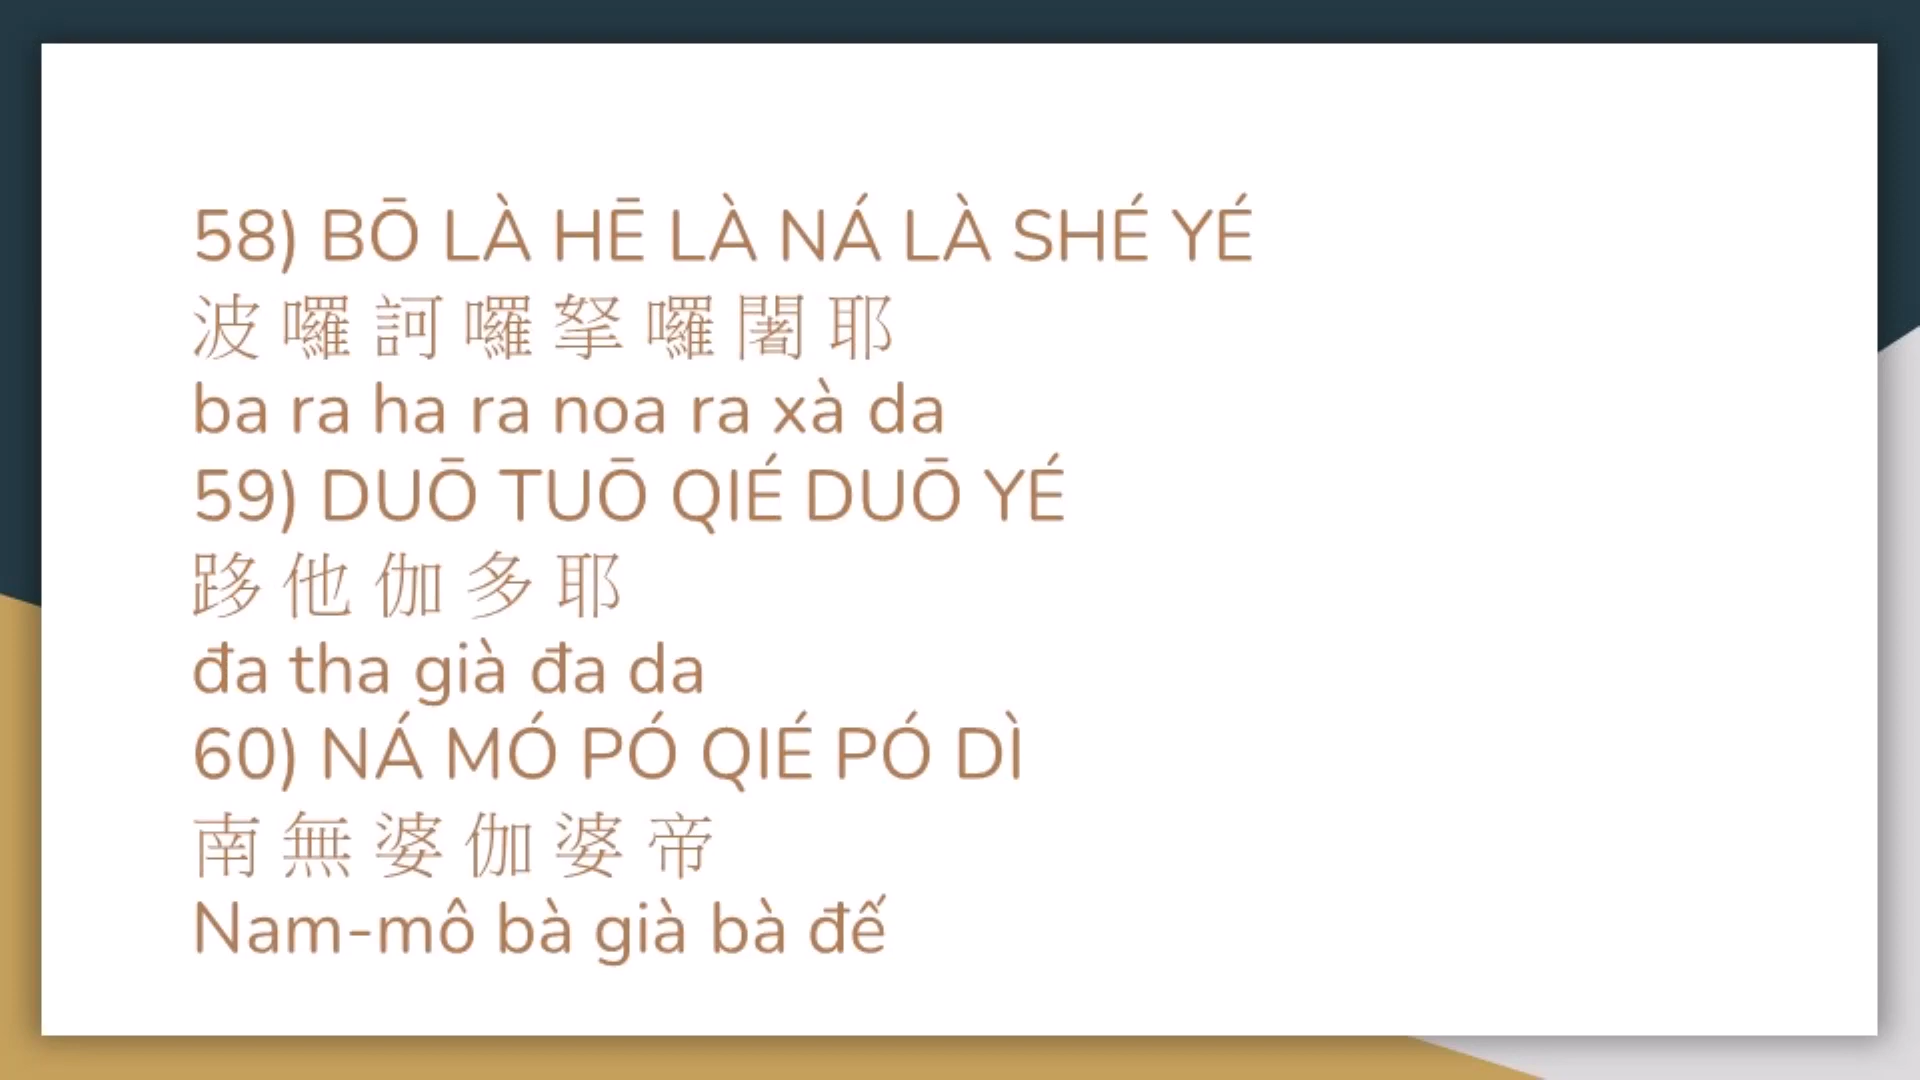 58) BŌ LÀ HĒ LÀ NÁ LÀ SHÉ YÉ
波 囉 訶 囉 拏 囉 闍 耶
ba ra ha ra noa ra xà da
59) DUŌ TUŌ QIÉ DUŌ YÉ
跢 他 伽 多 耶
đa tha già đa da
60) NÁ MÓ PÓ QIÉ PÓ DÌ
南 無 婆 伽 婆 帝
Nam-mô bà già bà đế